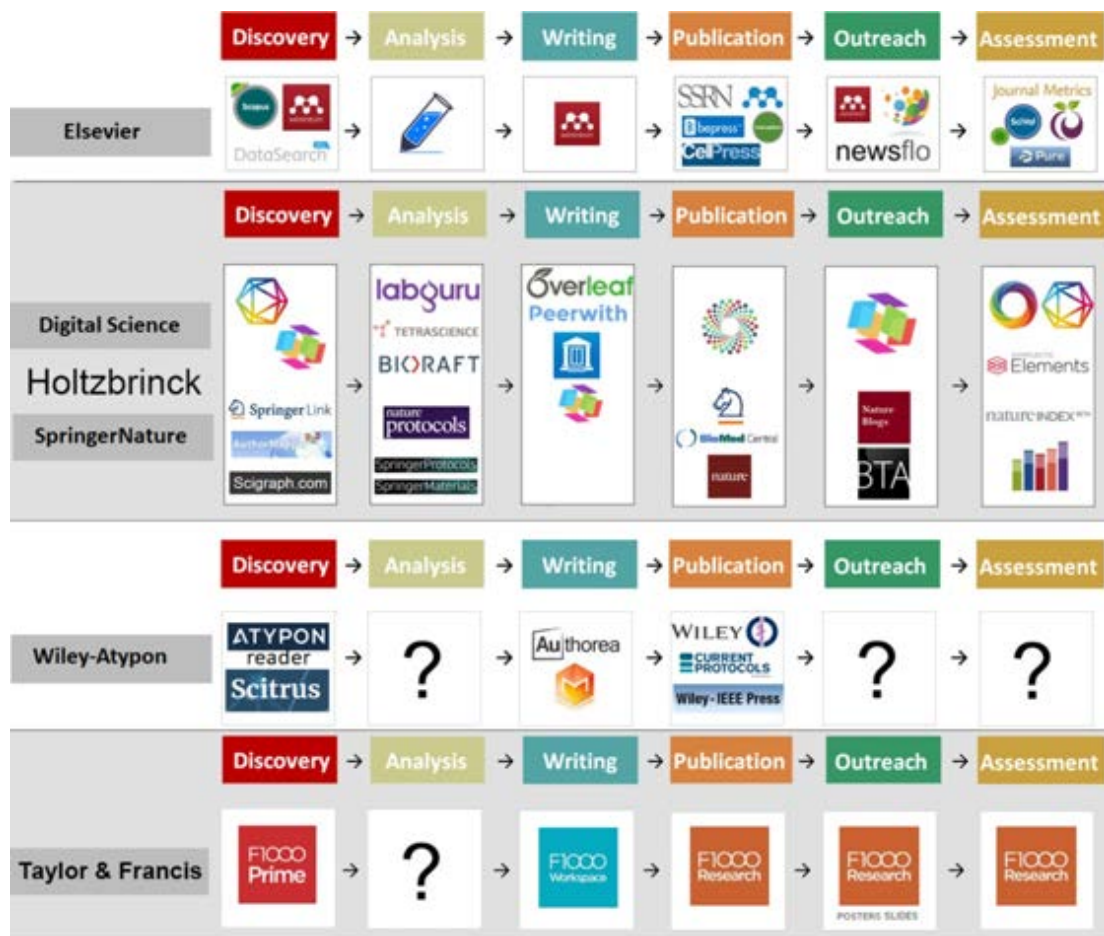 Discovery → Analysis → Writing → Publication → Outreach → Assessment
Elsevier
Scopus
DataSearch
→
→
→
SSRN
bepress
CellPress
→
newsflo
→
Journal Metrics
SciVal
Pure
Discovery → Analysis → Writing → Publication → Outreach → Assessment
Digital Science
Holtzbrinck
SpringerNature
Springer Link
AuthorMapper
Scigraph.com
→
labguru
TETRASCIENCE
BIORAFT
nature
protocols
SpringerProtocols
SpringerMaterials
→
Overleaf
Peerwith
→
BioMed Central
nature
→
Nature
Blogs
BTA
→
Elements
natureINDEX
Discovery → Analysis → Writing → Publication → Outreach → Assessment
Wiley-Atypon
ATYPON
reader
Scitrus
→
?
→
Authorea
→
WILEY
CURRENT
PROTOCOLS
Wiley-IEEE Press
→
?
→
?
Discovery → Analysis → Writing → Publication → Outreach → Assessment
Taylor & Francis
F1000
Prime
→
?
→
F1000
Workspace
→
F1000
Research
→
F1000
Research
POSTERS SLIDES
→
F1000
Research